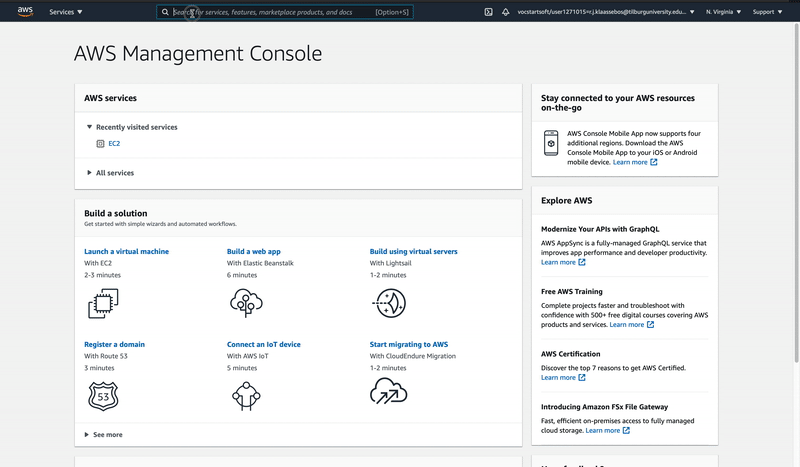 aws Services ▼ Search for services, features, marketplace products, and docs [Option+S] vocstartsoft/user1271015=r.j.klaassebos@tilburguniversity.edu... ▼ N. Virginia ▼ Support ▼
AWS Management Console
AWS services
▼ Recently visited services
EC2
▶ All services
Build a solution
Get started with simple wizards and automated workflows.
Launch a virtual machine
With EC2
2-3 minutes
Build a web app
With Elastic Beanstalk
6 minutes
Build using virtual servers
With Lightsail
1-2 minutes
Register a domain
With Route 53
3 minutes
53
Connect an IoT device
With AWS IoT
5 minutes
Start migrating to AWS
With CloudEndure Migration
1-2 minutes
▶ See more
Stay connected to your AWS resources
on-the-go
AWS Console Mobile App now supports four
additional regions. Download the AWS
Console Mobile App to your iOS or Android
mobile device. Learn more
Explore AWS
Modernize Your APIs with GraphQL
AWS AppSync is a fully-managed GraphQL service that
improves app performance and developer productivity.
Learn more
Free AWS Training
Complete projects faster and troubleshoot with
confidence with 500+ free digital courses covering AWS
products and services. Learn more
AWS Certification
Discover the top 7 reasons to get AWS Certified.
Learn more
Introducing Amazon FSx File Gateway
Fast, efficient on-premises access to fully managed
cloud storage. Learn more